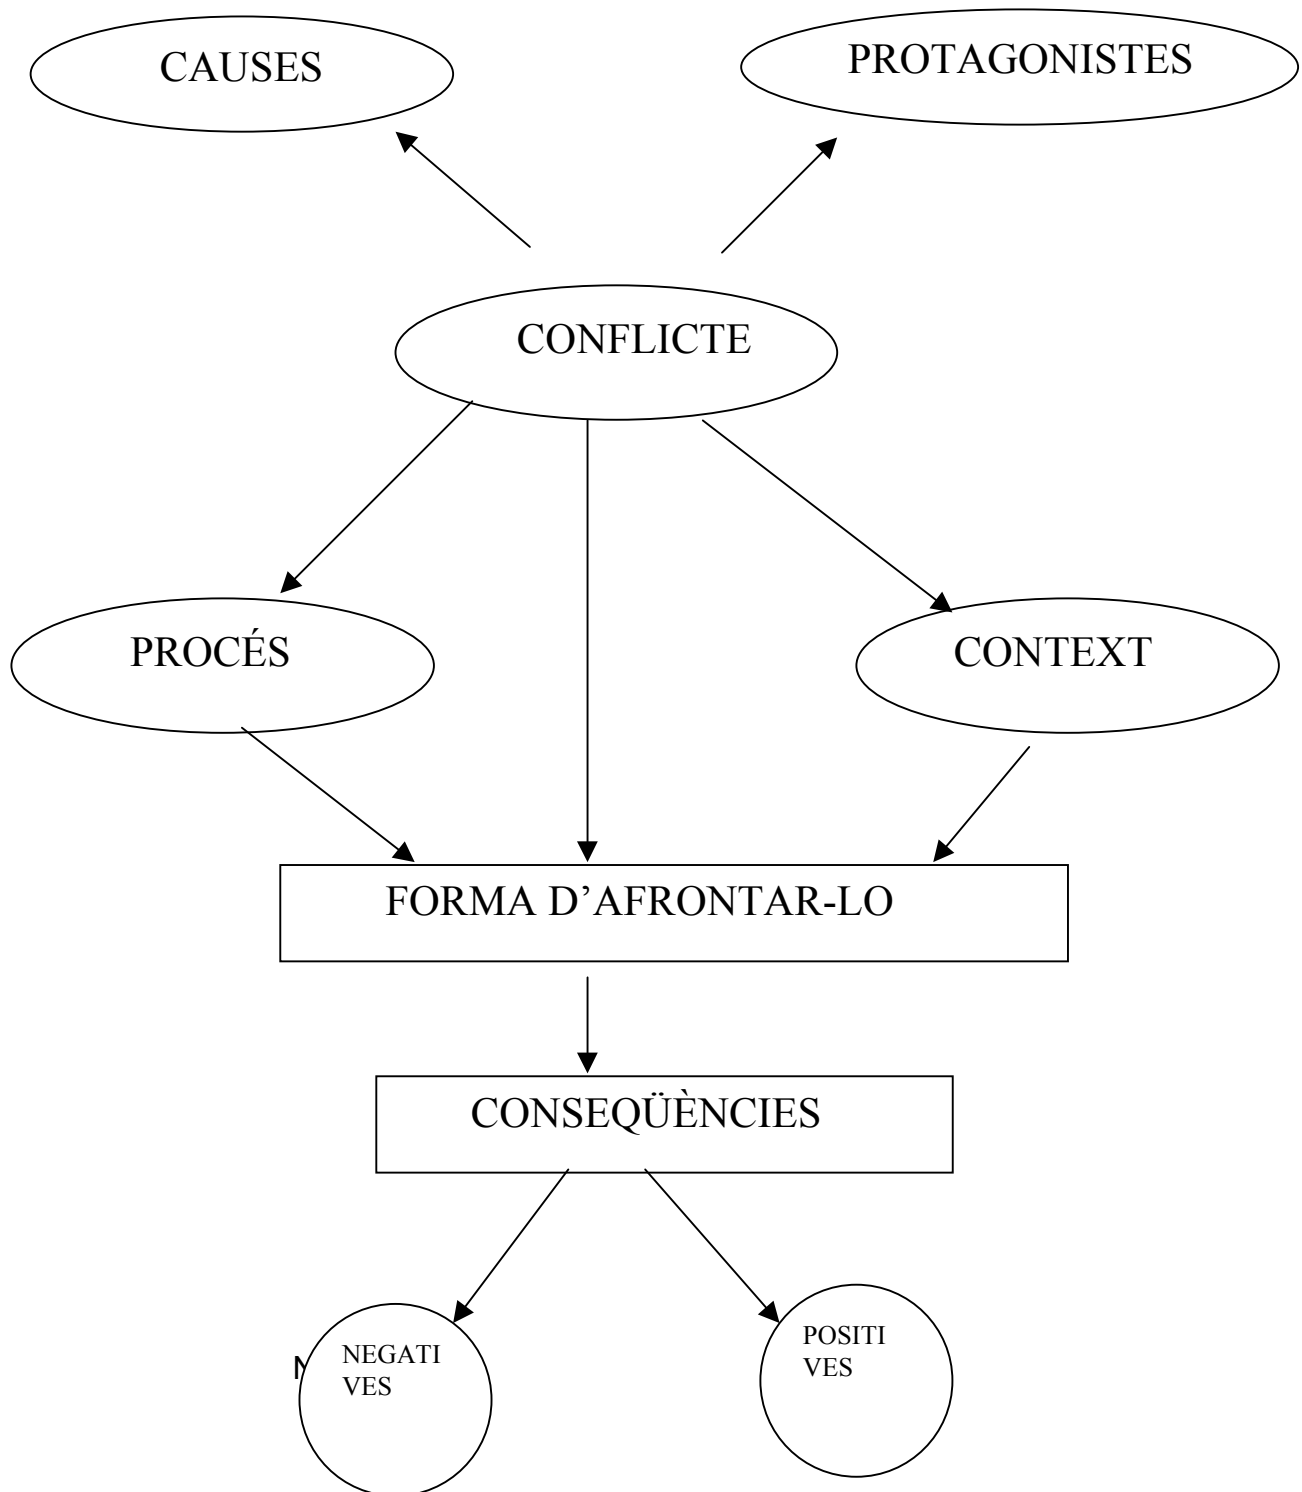 CAUSES
PROTAGONISTES
CONFLICTE
PROCÉS
CONTEXT
FORMA D’AFRONTAR-LO
CONSEQÜÈNCIES
NEGATI
VES
POSITI
VES